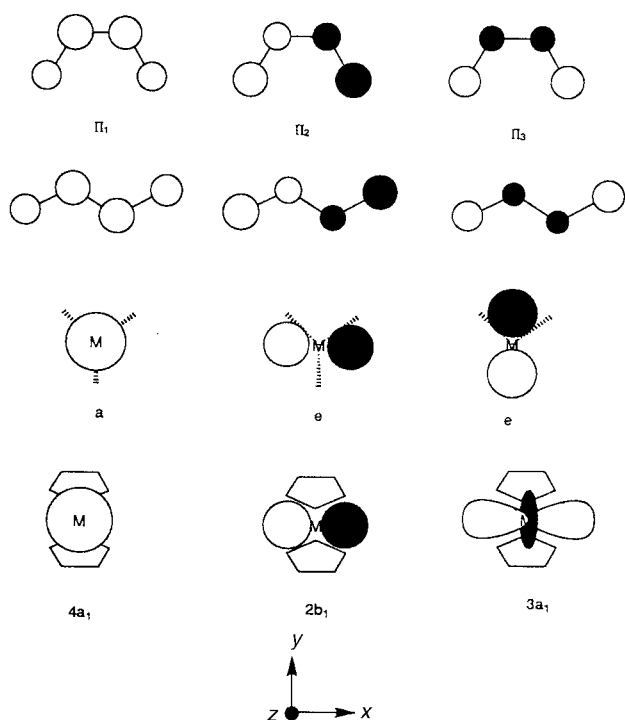 Π₁ Π₂ Π₃
M M M
a e e
M M M
4a₁ 2b₁ 3a₁
y
z x